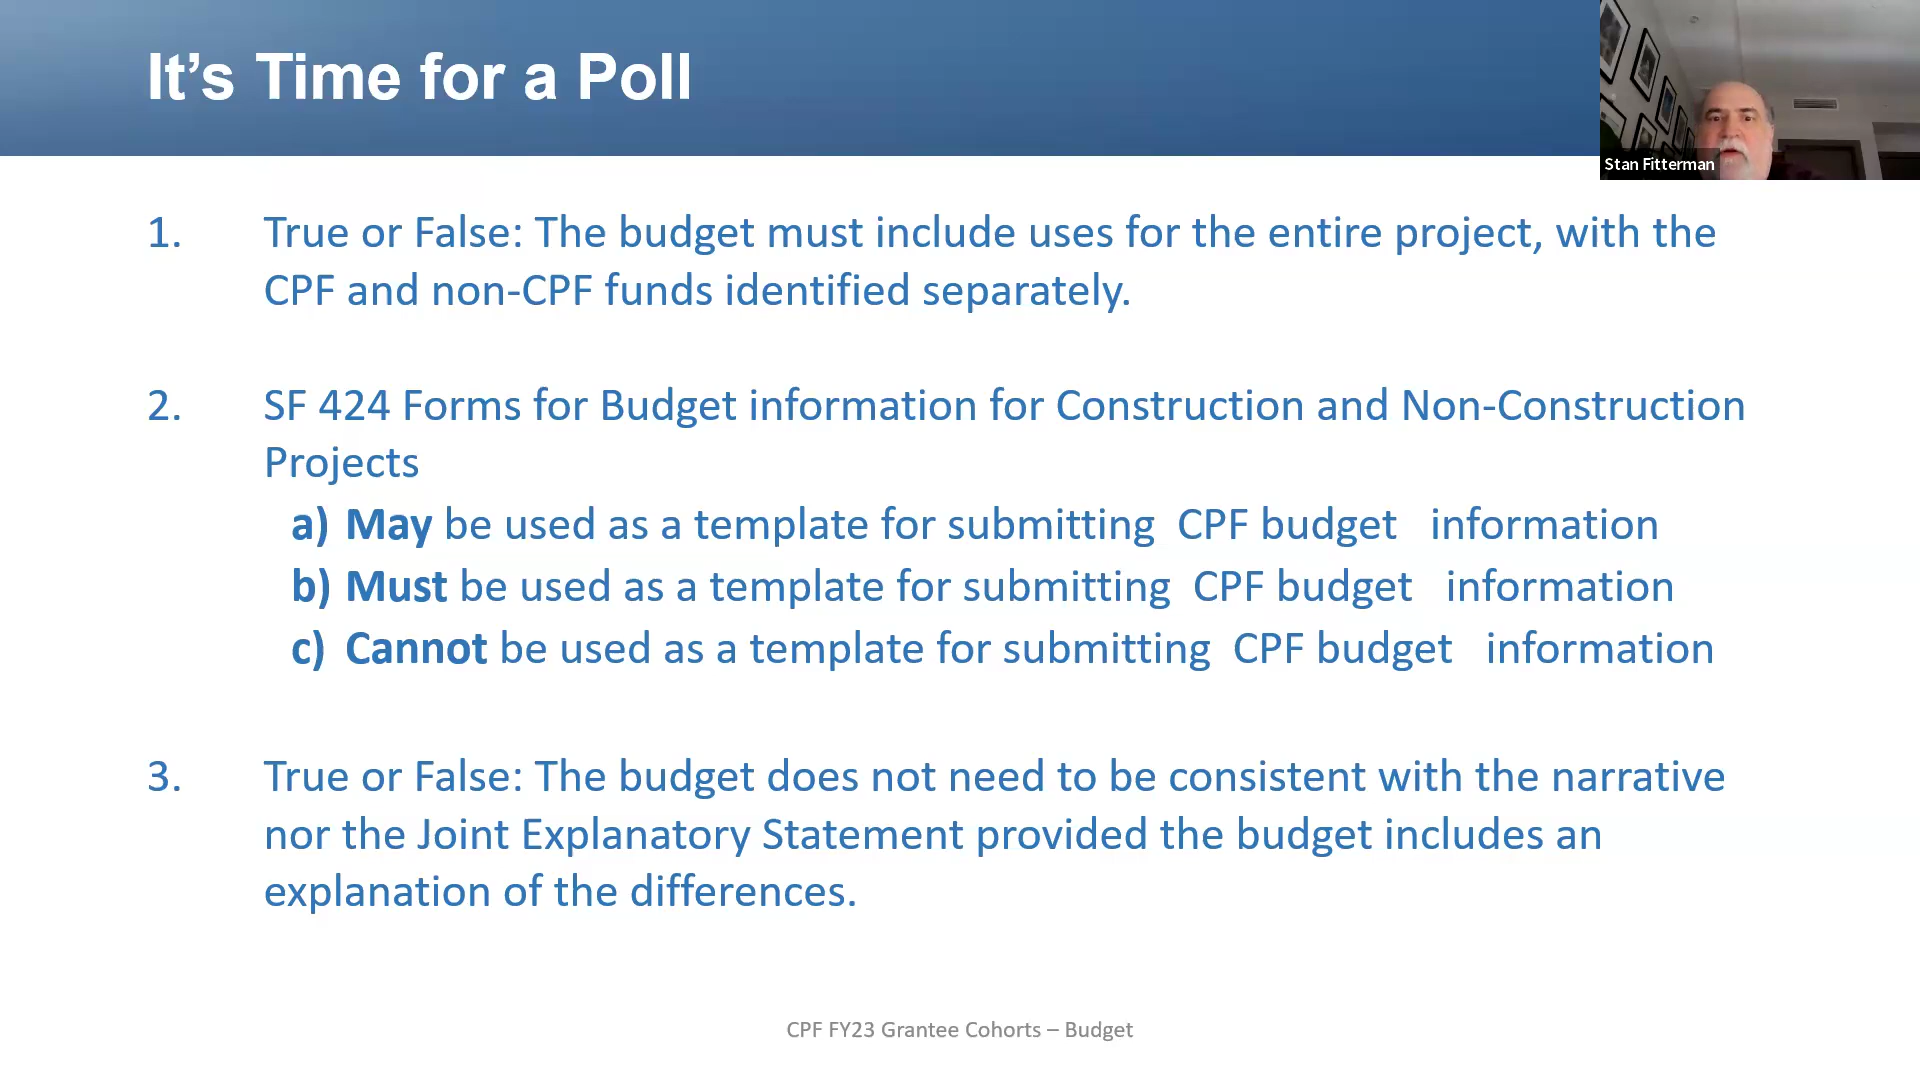 It’s Time for a Poll
Stan Fitterman
1. True or False: The budget must include uses for the entire project, with the
CPF and non-CPF funds identified separately.
2. SF 424 Forms for Budget information for Construction and Non-Construction
Projects
a) May be used as a template for submitting CPF budget information
b) Must be used as a template for submitting CPF budget information
c) Cannot be used as a template for submitting CPF budget information
3. True or False: The budget does not need to be consistent with the narrative
nor the Joint Explanatory Statement provided the budget includes an
explanation of the differences.
CPF FY23 Grantee Cohorts – Budget